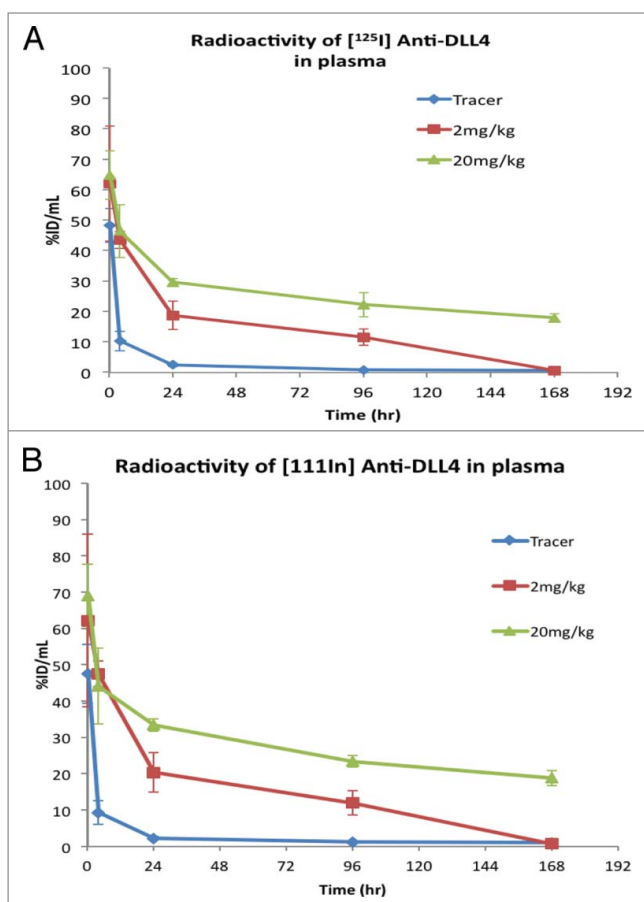 A
Radioactivity of [¹²⁵I] Anti-DLL4
in plasma
100
90
80
70
60
50
40
30
20
10
0
%ID/mL
Tracer
2mg/kg
20mg/kg
0 24 48 72 96 120 144 168 192
Time (hr)
B
Radioactivity of [111In] Anti-DLL4 in plasma
100
90
80
70
60
50
40
30
20
10
0
%ID/mL
Tracer
2mg/kg
20mg/kg
0 24 48 72 96 120 144 168 192
Time (hr)